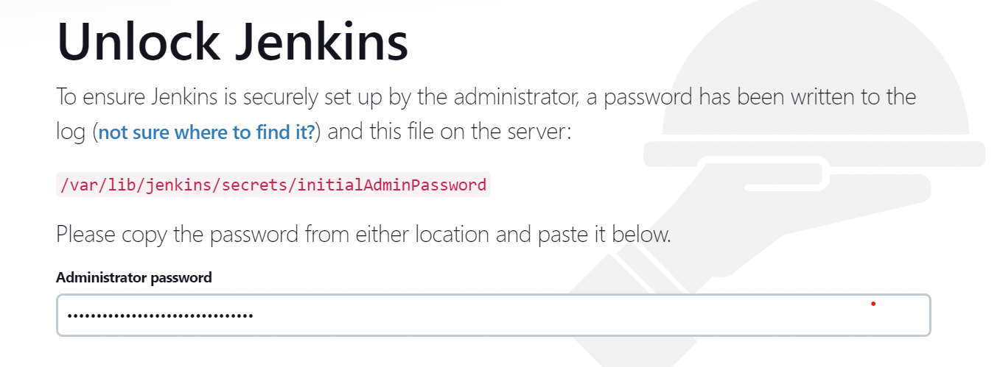 Unlock Jenkins
To ensure Jenkins is securely set up by the administrator, a password has been written to the
log (not sure where to find it?) and this file on the server:
/var/lib/jenkins/secrets/initialAdminPassword
Please copy the password from either location and paste it below.
Administrator password
••••••••••••••••••••••••••••••••